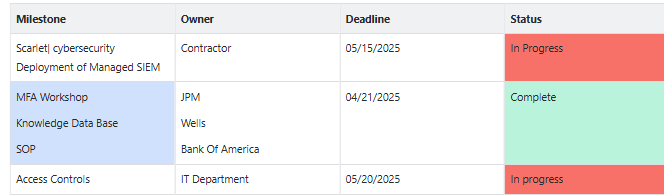 Milestone Owner Deadline Status
Scarlet| cybersecurity Contractor 05/15/2025 In Progress
Deployment of Managed SIEM
MFA Workshop JPM 04/21/2025 Complete
Knowledge Data Base Wells
SOP Bank Of America
Access Controls IT Department 05/20/2025 In progress